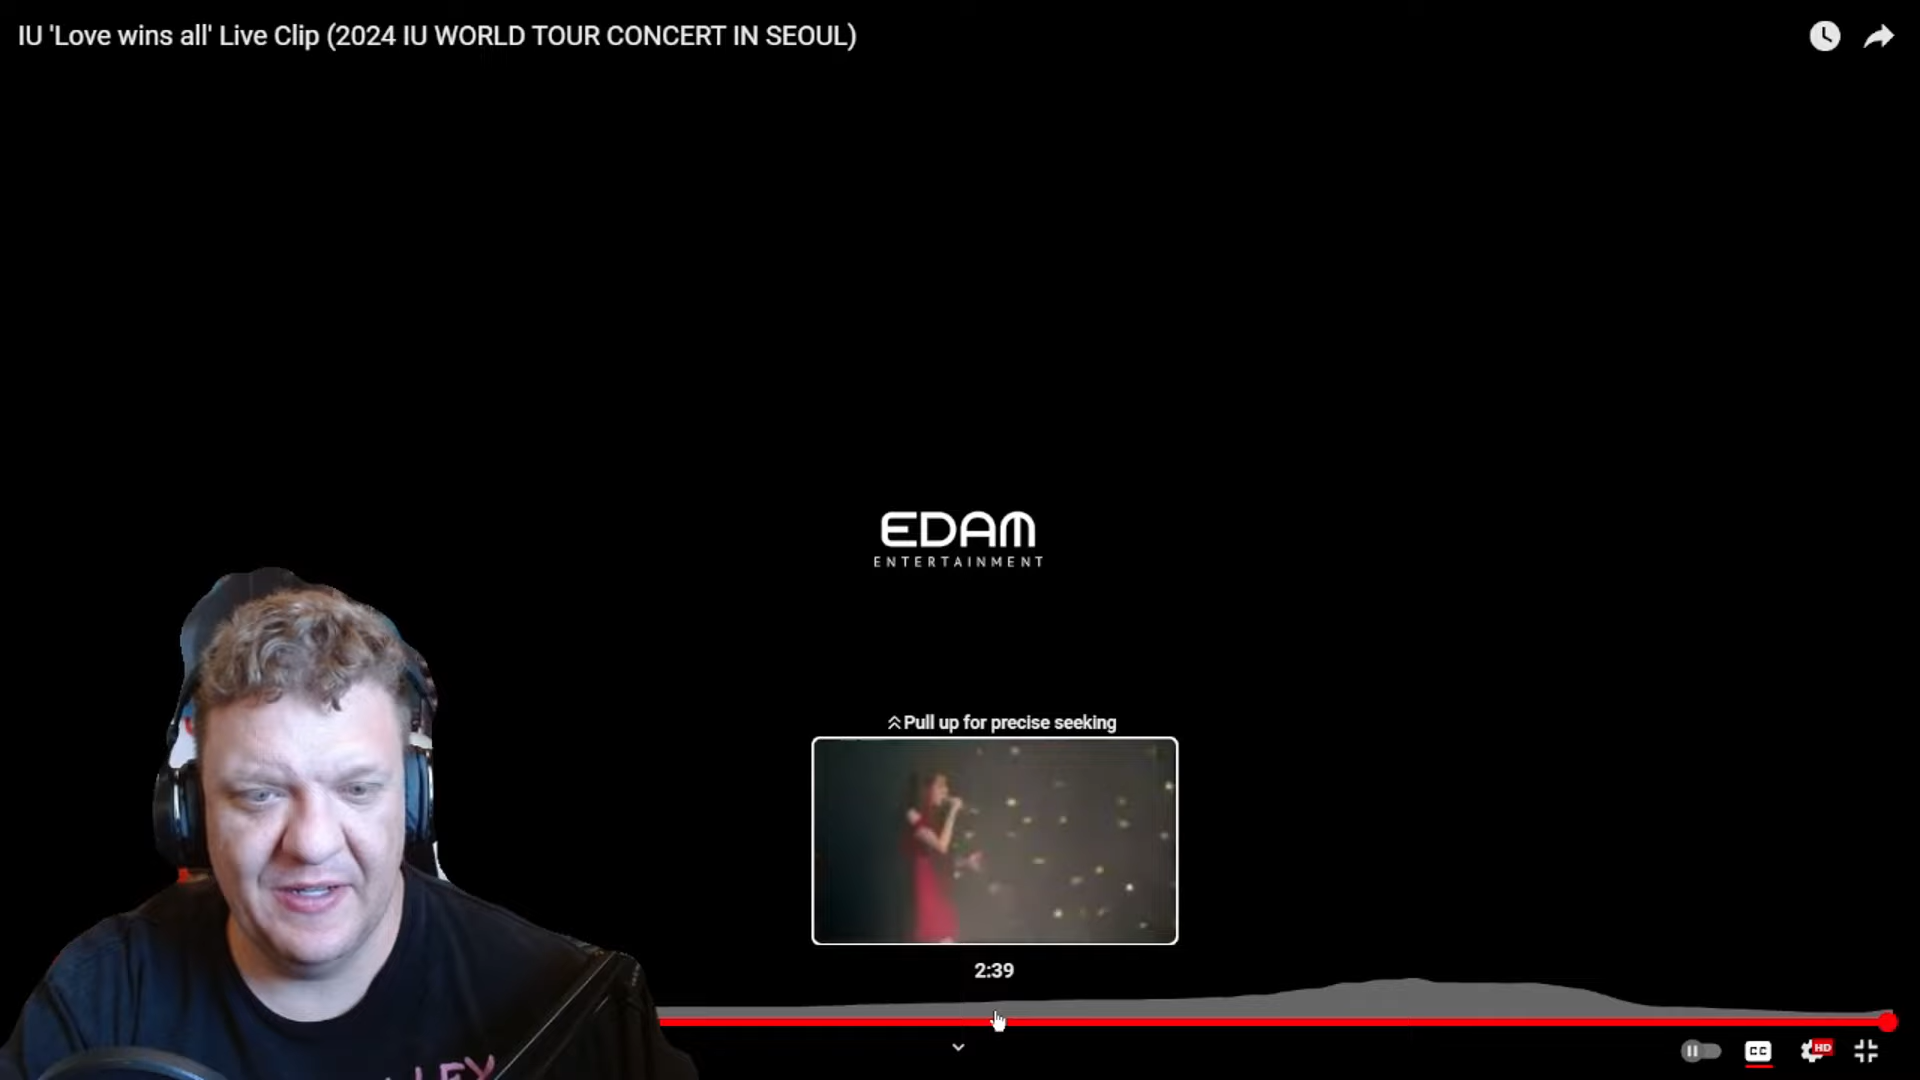 IU 'Love wins all' Live Clip (2024 IU WORLD TOUR CONCERT IN SEOUL)
EDAM
ENTERTAINMENT
Pull up for precise seeking
2:39
CC
HD